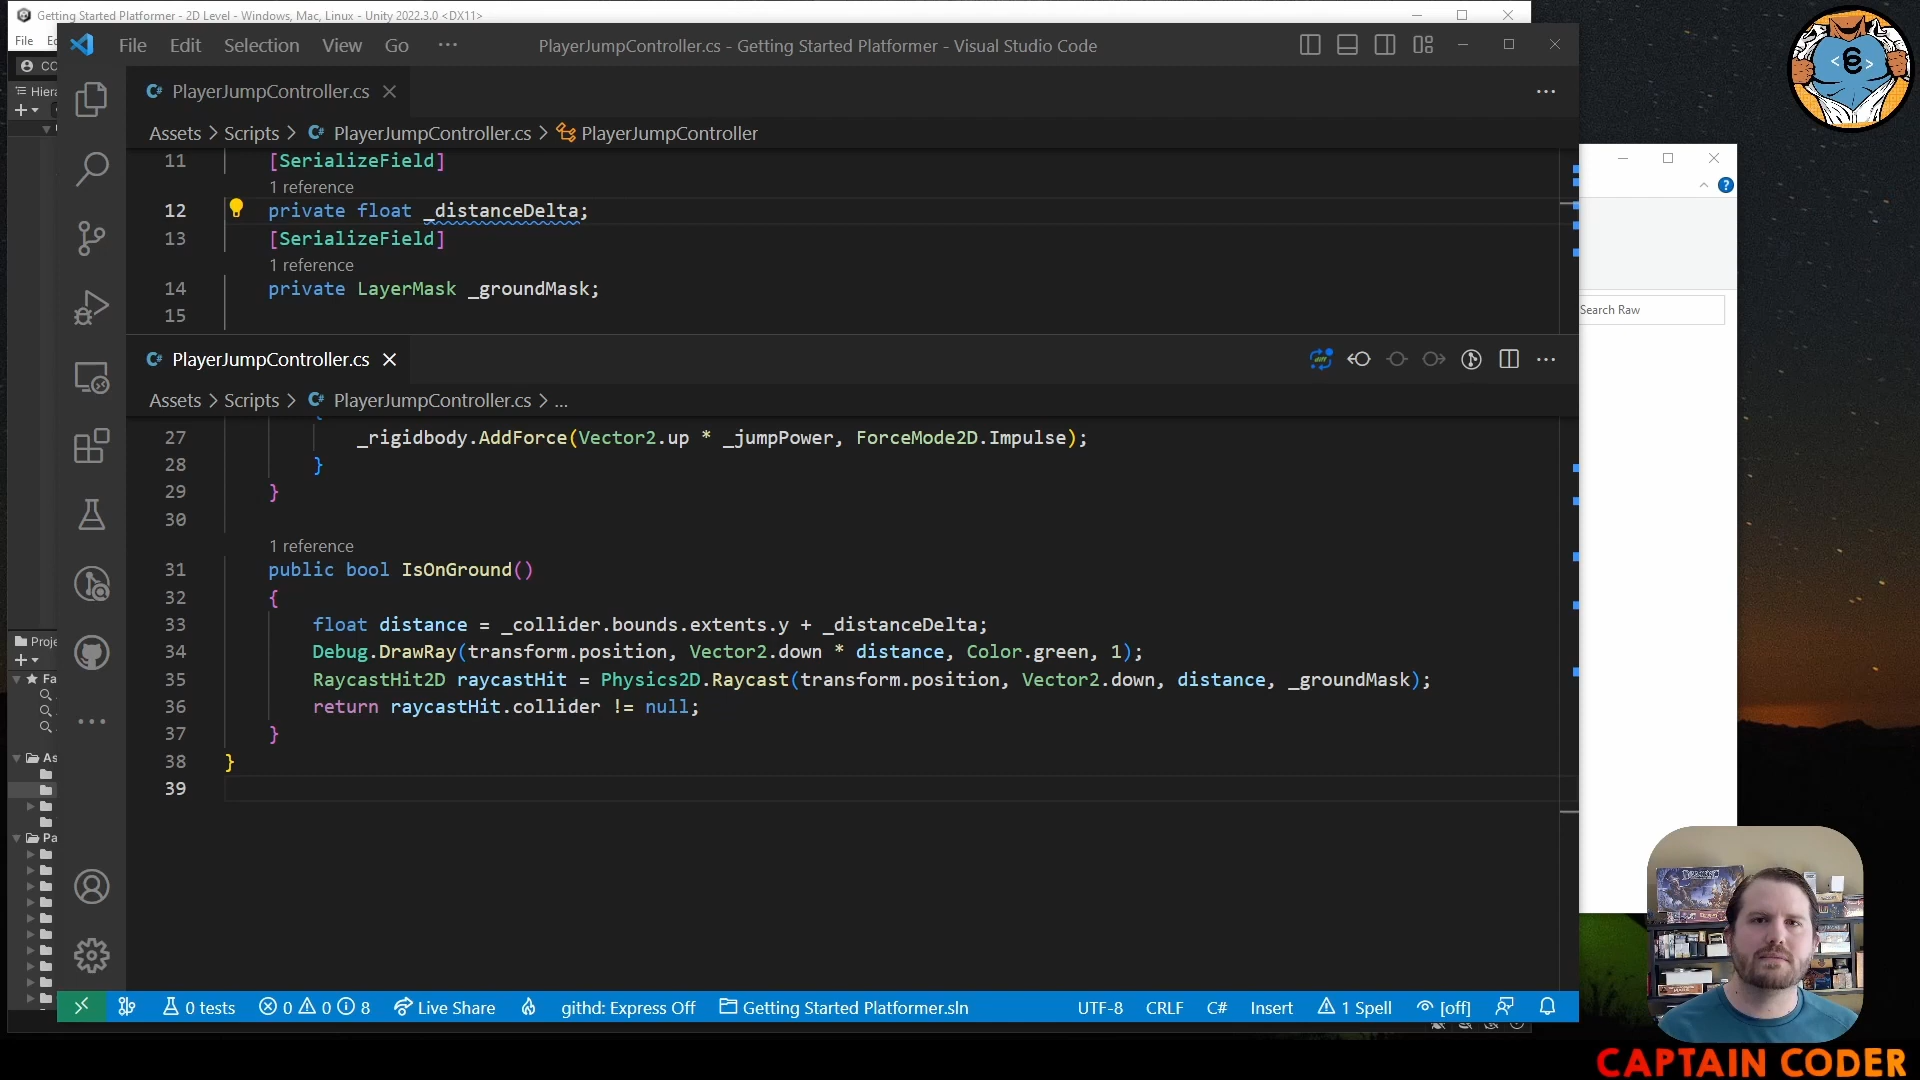 Getting Started Platformer - 2D Level - Windows, Mac, Linux - Unity 2022.3.0 <DX11>
File
File Edit Selection View Go ···
PlayerJumpController.cs - Getting Started Platformer - Visual Studio Code
Hiera
PlayerJumpController.cs
Assets > Scripts > PlayerJumpController.cs > PlayerJumpController
11 [SerializeField]
1 reference
12 private float _distanceDelta;
13 [SerializeField]
1 reference
14 private LayerMask _groundMask;
15
Search Raw
PlayerJumpController.cs
Assets > Scripts > PlayerJumpController.cs > ...
27 _rigidbody.AddForce(Vector2.up * _jumpPower, ForceMode2D.Impulse);
28 }
29 }
30
1 reference
31 public bool IsOnGround()
32 {
33 float distance = _collider.bounds.extents.y + _distanceDelta;
34 Debug.DrawRay(transform.position, Vector2.down * distance, Color.green, 1);
35 RaycastHit2D raycastHit = Physics2D.Raycast(transform.position, Vector2.down, distance, _groundMask);
36 return raycastHit.collider != null;
37 }
38 }
39
Proje
Fa
As
Pa
0 tests 0 0 8 Live Share githd: Express Off Getting Started Platformer.sln UTF-8 CRLF C# Insert 1 Spell [off]
CAPTAIN CODER